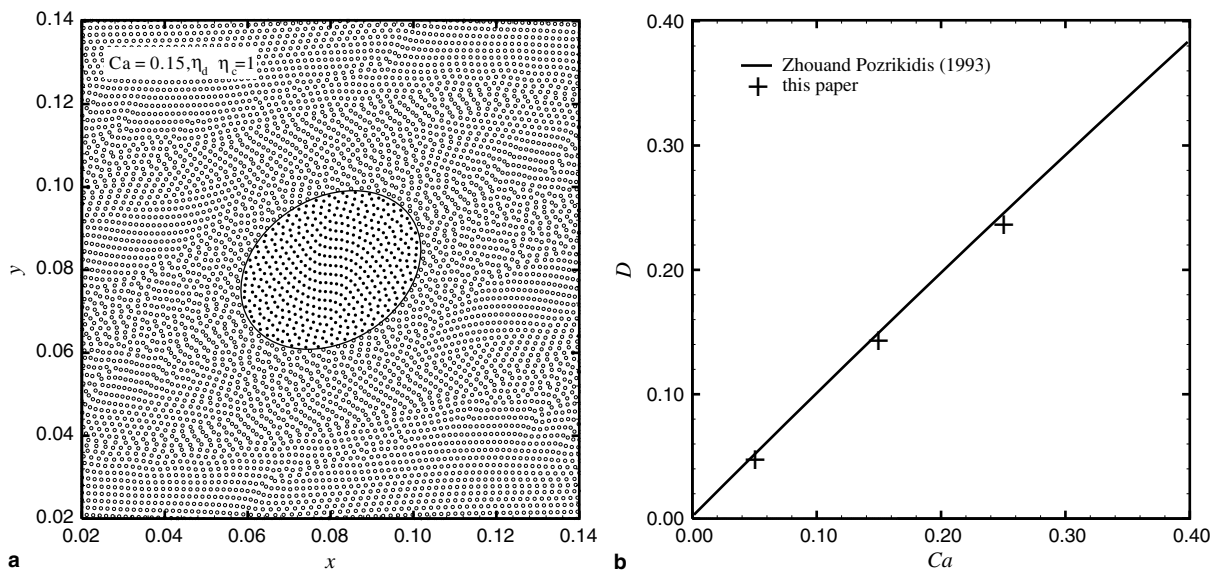 0.14
0.12
0.10
0.08
0.06
0.04
0.02
y
Ca = 0.15,ηd ηc=1
0.02 0.04 0.06 0.08 0.10 0.12 0.14
x
a
0.40
0.30
0.20
0.10
0.00
D
Zhouand Pozrikidis (1993)
this paper
0.00 0.10 0.20 0.30 0.40
Ca
b